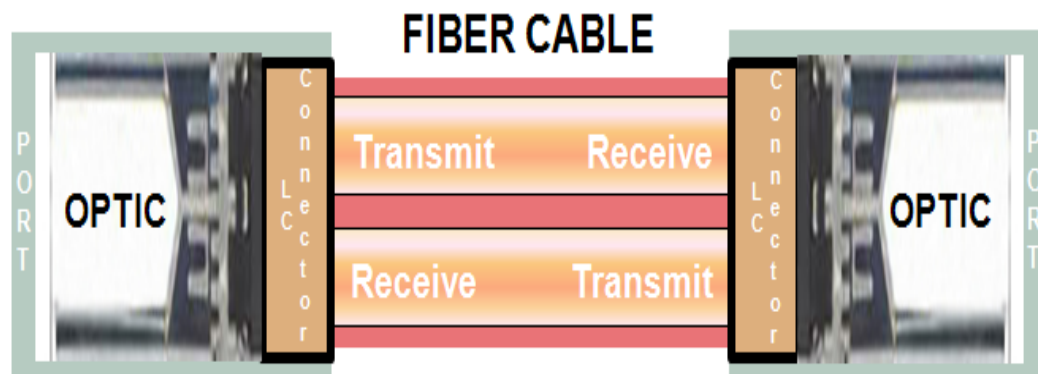 FIBER CABLE
PORT
OPTIC
LC
Connector
Transmit
Receive
Receive
Transmit
LC
Connector
OPTIC
PORT